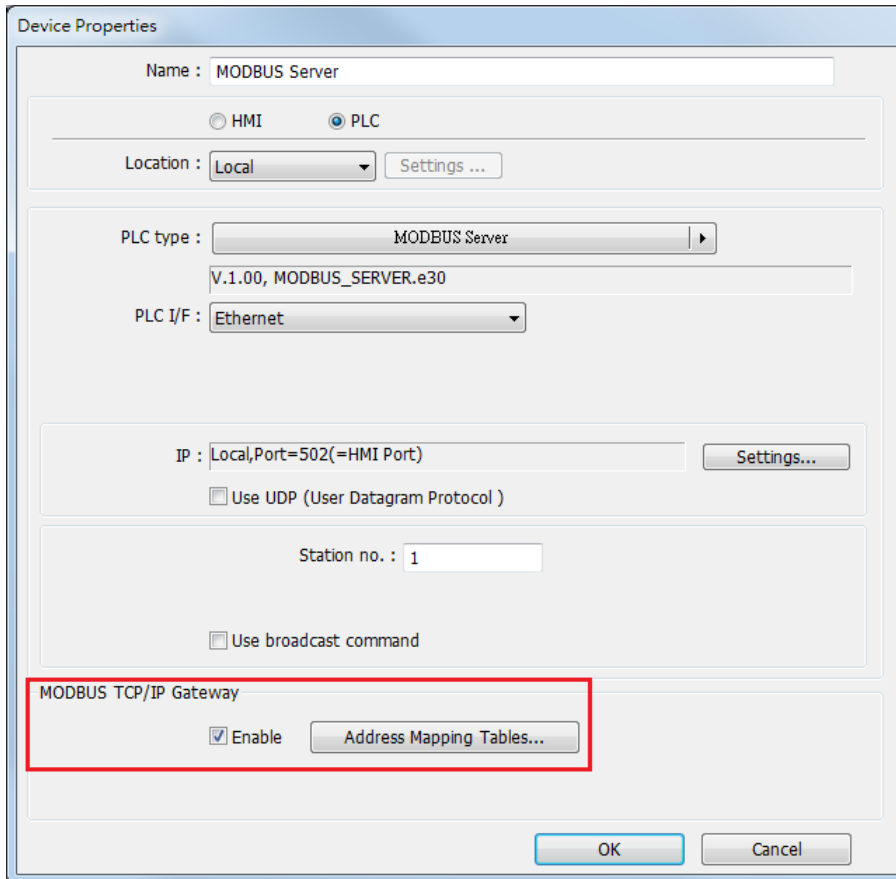 Device Properties
Name : MODBUS Server
HMI PLC
Location : Local Settings ...
PLC type : MODBUS Server
V.1.00, MODBUS_SERVER.e30
PLC I/F : Ethernet
IP : Local,Port=502(=HMI Port) Settings...
Use UDP (User Datagram Protocol )
Station no. : 1
Use broadcast command
MODBUS TCP/IP Gateway
Enable Address Mapping Tables...
OK Cancel